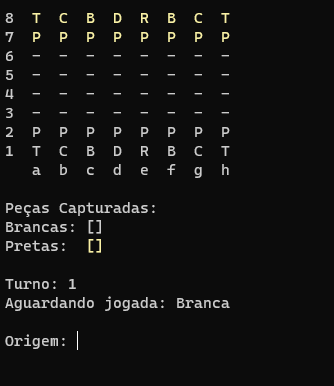 8  T  C  B  D  R  B  C  T
7  P  P  P  P  P  P  P  P
6  -  -  -  -  -  -  -  -
5  -  -  -  -  -  -  -  -
4  -  -  -  -  -  -  -  -
3  -  -  -  -  -  -  -  -
2  P  P  P  P  P  P  P  P
1  T  C  B  D  R  B  C  T
   a  b  c  d  e  f  g  h
Peças Capturadas:
Brancas: []
Pretas:  []
Turno: 1
Aguardando jogada: Branca
Origem: